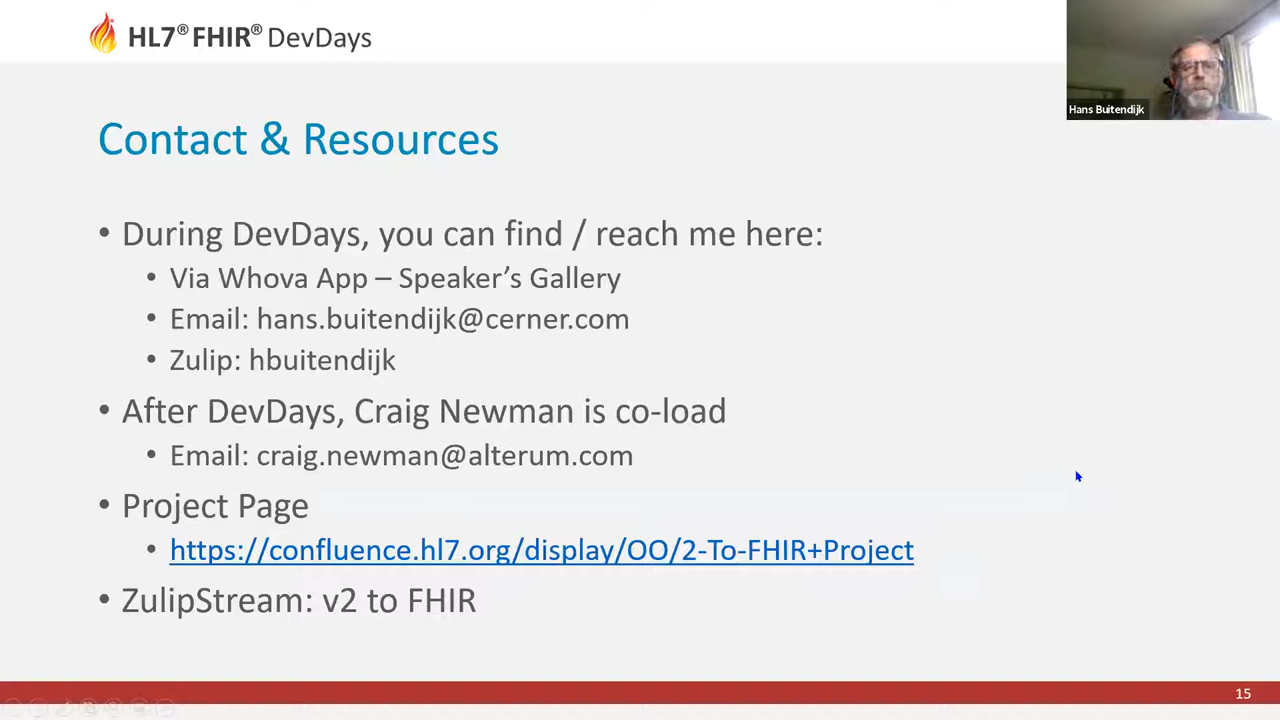 HL7® FHIR® DevDays
Hans Buitendijk
Contact & Resources
• During DevDays, you can find / reach me here:
• Via Whova App – Speaker’s Gallery
• Email: hans.buitendijk@cerner.com
• Zulip: hbuitendijk
• After DevDays, Craig Newman is co-load
• Email: craig.newman@alterum.com
• Project Page
• https://confluence.hl7.org/display/OO/2-To-FHIR+Project
• ZulipStream: v2 to FHIR
15